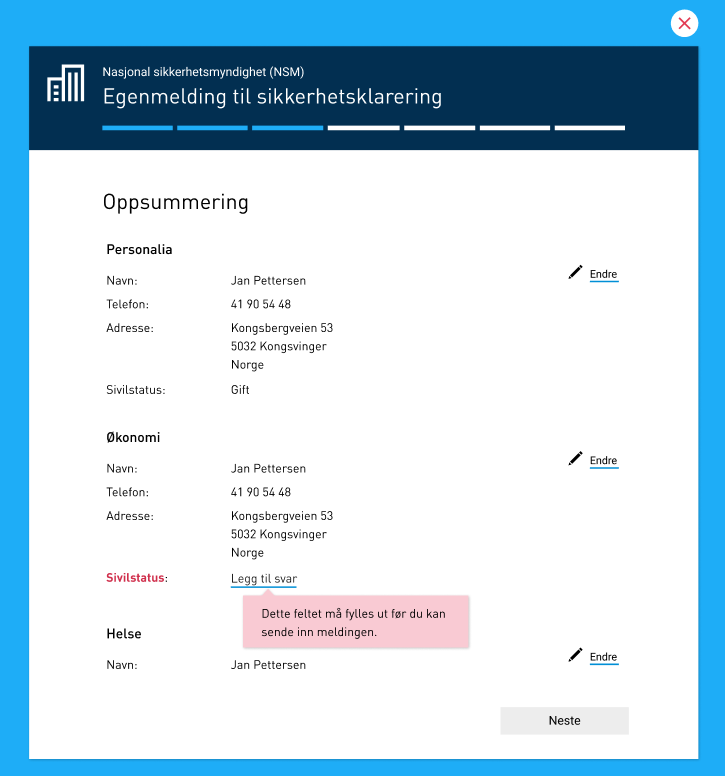 Nasjonal sikkerhetsmyndighet (NSM)
Egenmelding til sikkerhetsklarering
Oppsummering
Personalia
Endre
Navn: Jan Pettersen
Telefon: 41 90 54 48
Adresse: Kongsbergveien 53
5032 Kongsvinger
Norge
Sivilstatus: Gift
Økonomi
Endre
Navn: Jan Pettersen
Telefon: 41 90 54 48
Adresse: Kongsbergveien 53
5032 Kongsvinger
Norge
Sivilstatus: Legg til svar
Dette feltet må fylles ut før du kan
sende inn meldingen.
Helse
Endre
Navn: Jan Pettersen
Neste